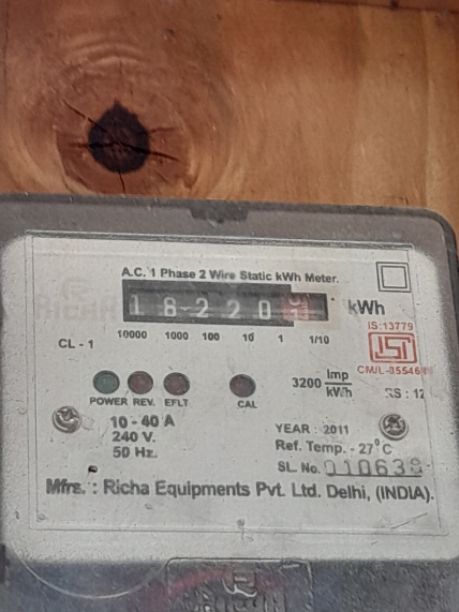 A.C. 1 Phase 2 Wire Static kWh Meter.
18220 kWh
IS:13779
10000 1000 100 10 1 1/10
CL - 1
3200 Imp/kWh
RS : 12
POWER REV. EFLT CAL
10 - 40 A
240 V.
50 Hz.
YEAR : 2011
Ref. Temp. - 27°C
SL. No.
Mfrs. : Richa Equipments Pvt. Ltd. Delhi, (INDIA).